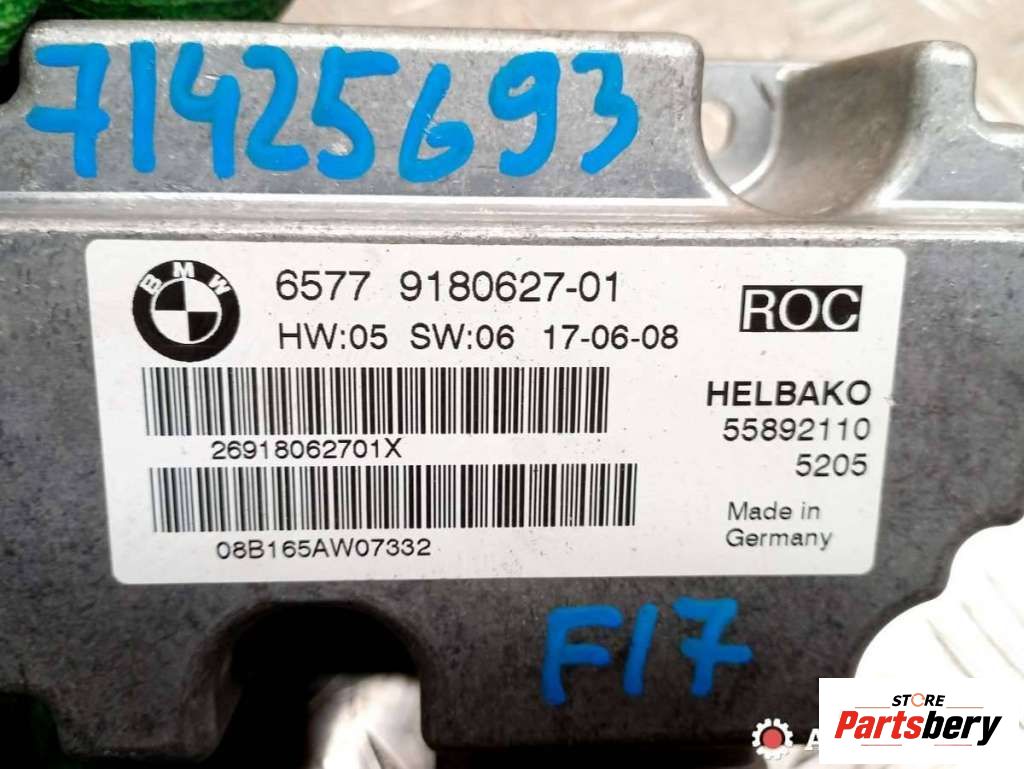 71425693
BMW
6577 9180627-01
ROC
HW:05 SW:06 17-06-08
HELBAKO
55892110
5205
26918062701X
Made in
Germany
08B165AW07332
F17
STORE
Partsbery